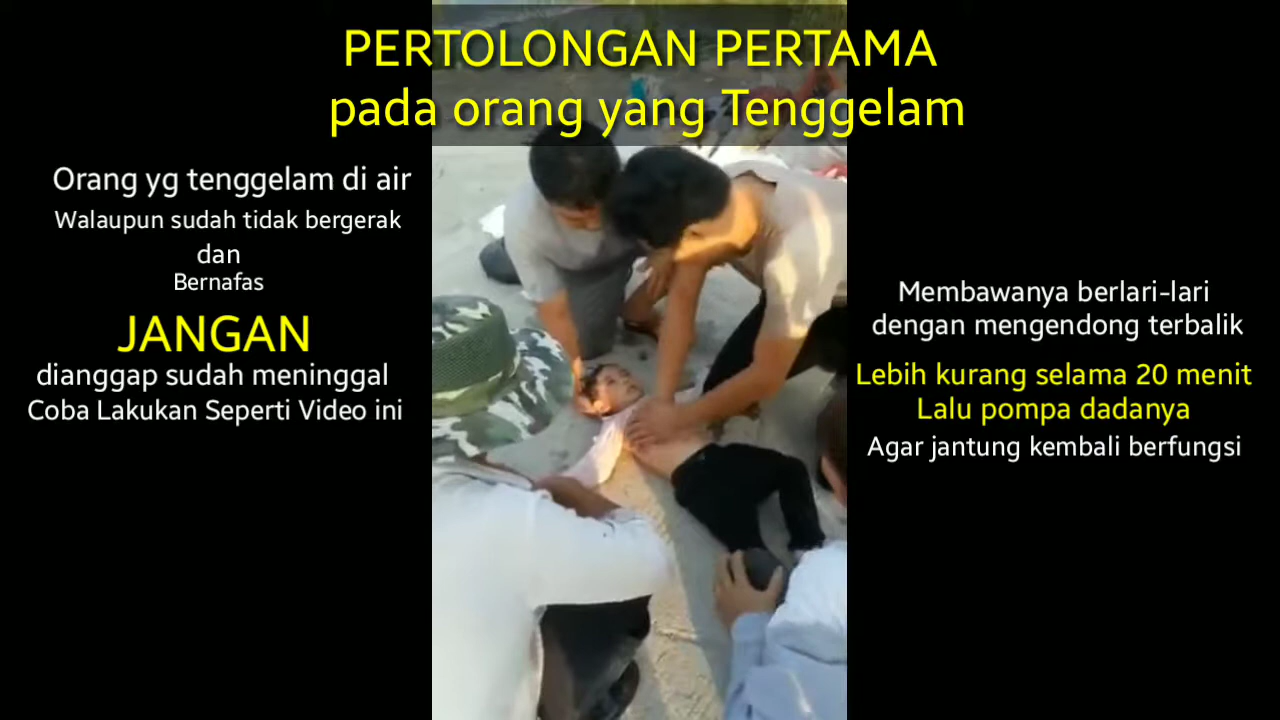 PERTOLONGAN PERTAMA
pada orang yang Tenggelam
Orang yg tenggelam di air
Walaupun sudah tidak bergerak
dan
Bernafas
JANGAN
dianggap sudah meninggal
Coba Lakukan Seperti Video ini
Membawanya berlari-lari
dengan mengendong terbalik
Lebih kurang selama 20 menit
Lalu pompa dadanya
Agar jantung kembali berfungsi